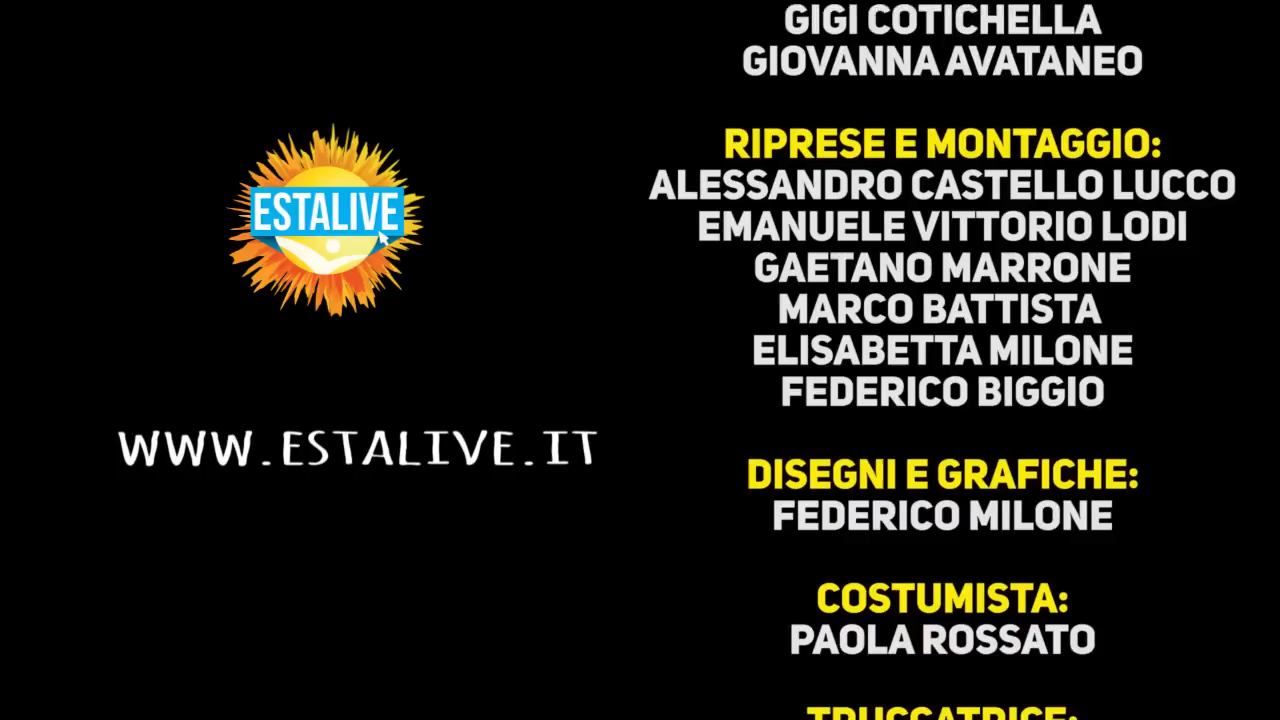 ESTALIVE
WWW.ESTALIVE.IT
GIGI COTICHELLA
GIOVANNA AVATANEO
RIPRESE E MONTAGGIO:
ALESSANDRO CASTELLO LUCCO
EMANUELE VITTORIO LODI
GAETANO MARRONE
MARCO BATTISTA
ELISABETTA MILONE
FEDERICO BIGGIO
DISEGNI E GRAFICHE:
FEDERICO MILONE
COSTUMISTA:
PAOLA ROSSATO
TRUCCATRICE: